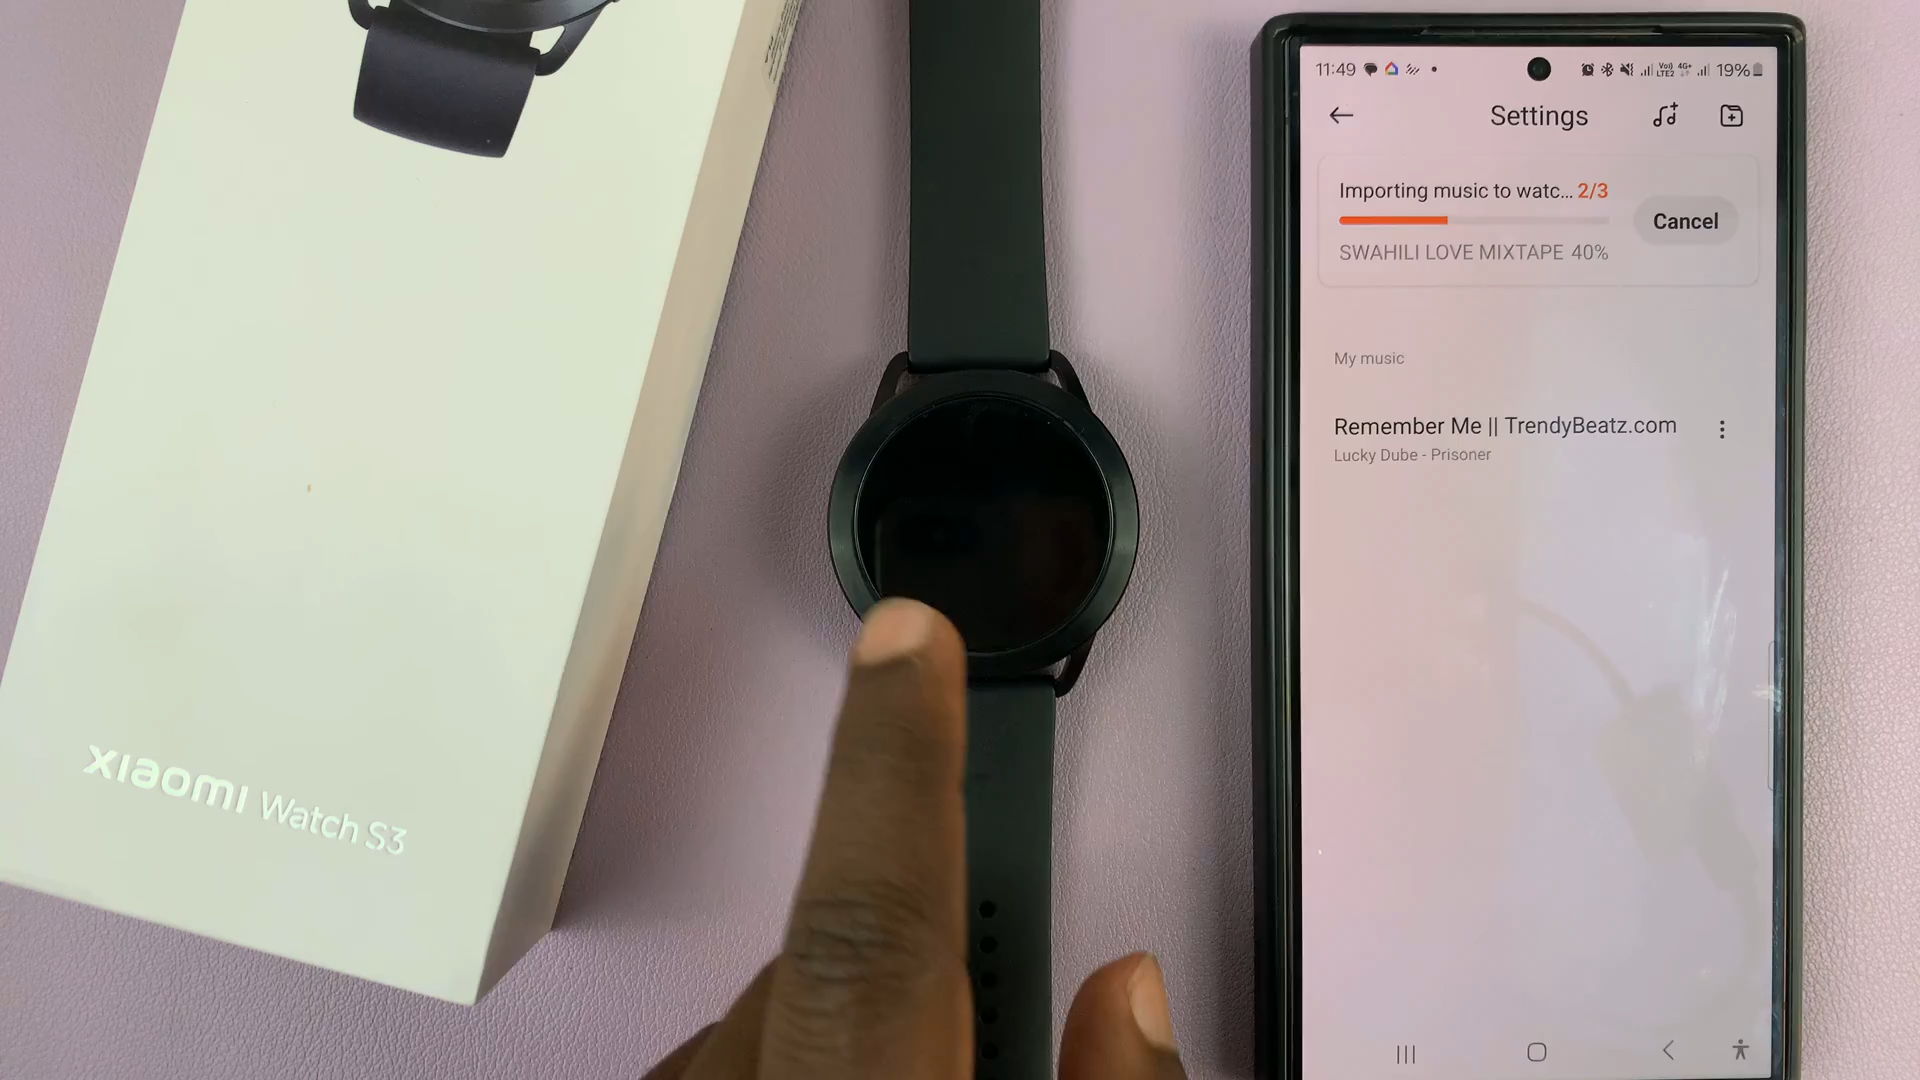 xiaomi Watch S3
11:49 19%
Settings
Importing music to watc... 2/3
Cancel
SWAHILI LOVE MIXTAPE 40%
My music
Remember Me || TrendyBeatz.com
Lucky Dube - Prisoner